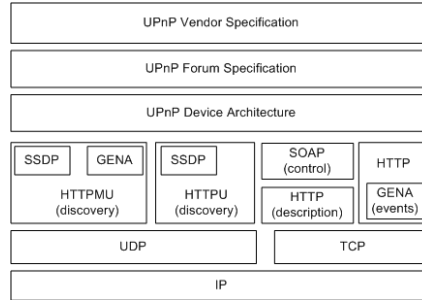 UPnP Vendor Specification
UPnP Forum Specification
UPnP Device Architecture
SSDP
GENA
HTTPMU
(discovery)
SSDP
HTTPU
(discovery)
SOAP
(control)
HTTP
(description)
HTTP
GENA
(events)
UDP
TCP
IP